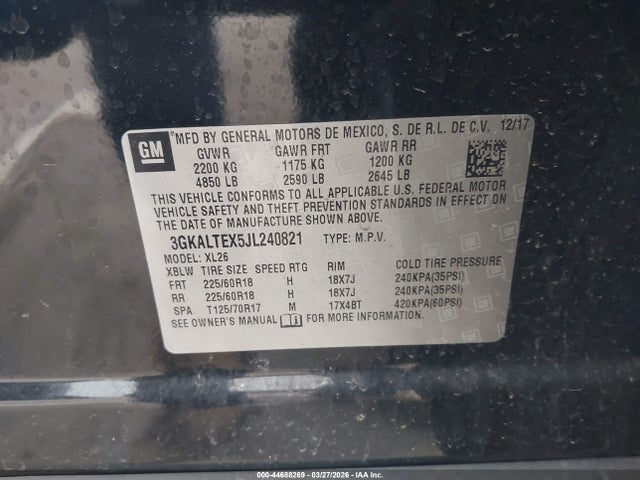 GM
MFD BY GENERAL MOTORS DE MEXICO, S. DE R.L. DE C.V. 12/17
GVWR GAWR FRT GAWR RR
2200 KG 1175 KG 1200 KG
4850 LB 2590 LB 2645 LB
THIS VEHICLE CONFORMS TO ALL APPLICABLE U.S. FEDERAL MOTOR
VEHICLE SAFETY AND THEFT PREVENTION STANDARDS IN EFFECT ON
THE DATE OF MANUFACTURE SHOWN ABOVE.
3GKALTEX5JL240821 TYPE: M.P.V.
MODEL: XL26
XBLW TIRE SIZE SPEED RTG RIM COLD TIRE PRESSURE
FRT 225/60R18 H 18X7J 240KPA(35PSI)
RR 225/60R18 H 18X7J 240KPA(35PSI)
SPA T125/70R17 M 17X4BT 420KPA(60PSI)
SEE OWNER'S MANUAL FOR MORE INFORMATION.
000-44688269 - 03/27/2026 - IAA Inc.